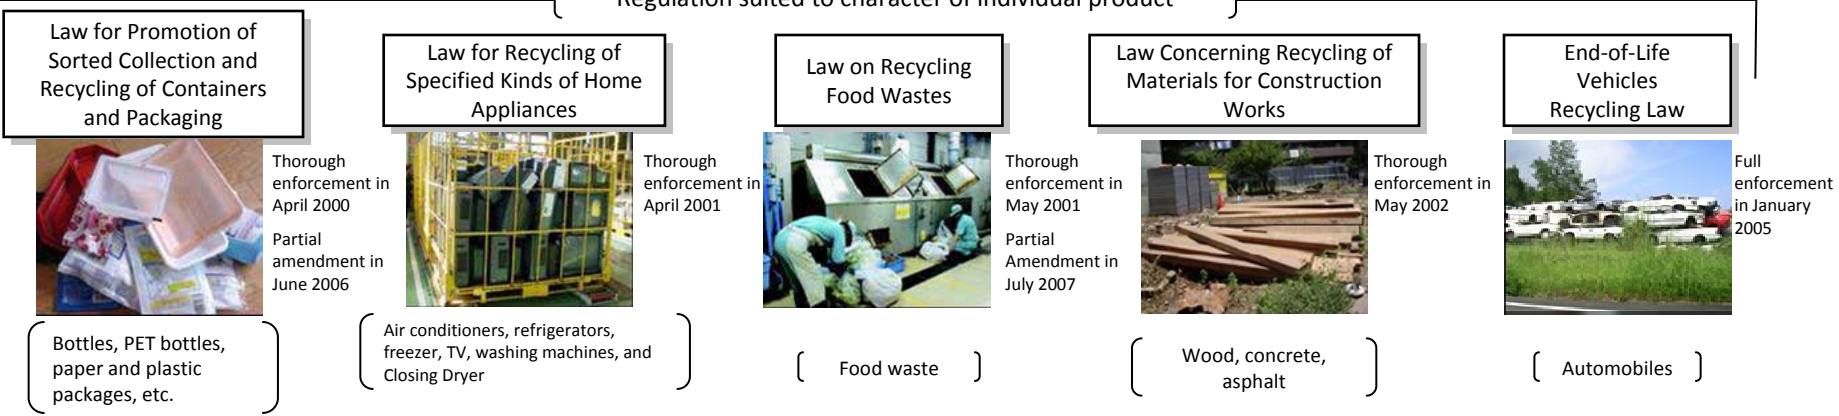 Regulation suited to character of individual product
Law for Promotion of
Sorted Collection and
Recycling of Containers
and Packaging
Thorough
enforcement in
April 2000
Partial
amendment in
June 2006
Bottles, PET bottles,
paper and plastic
packages, etc.
Law for Recycling of
Specified Kinds of Home
Appliances
Thorough
enforcement in
April 2001
Air conditioners, refrigerators,
freezer, TV, washing machines, and
Closing Dryer
Law on Recycling
Food Wastes
Thorough
enforcement in
May 2001
Partial
Amendment in
July 2007
Food waste
Law Concerning Recycling of
Materials for Construction
Works
Thorough
enforcement in
May 2002
Wood, concrete,
asphalt
End-of-Life
Vehicles
Recycling Law
Full
enforcement
in January
2005
Automobiles